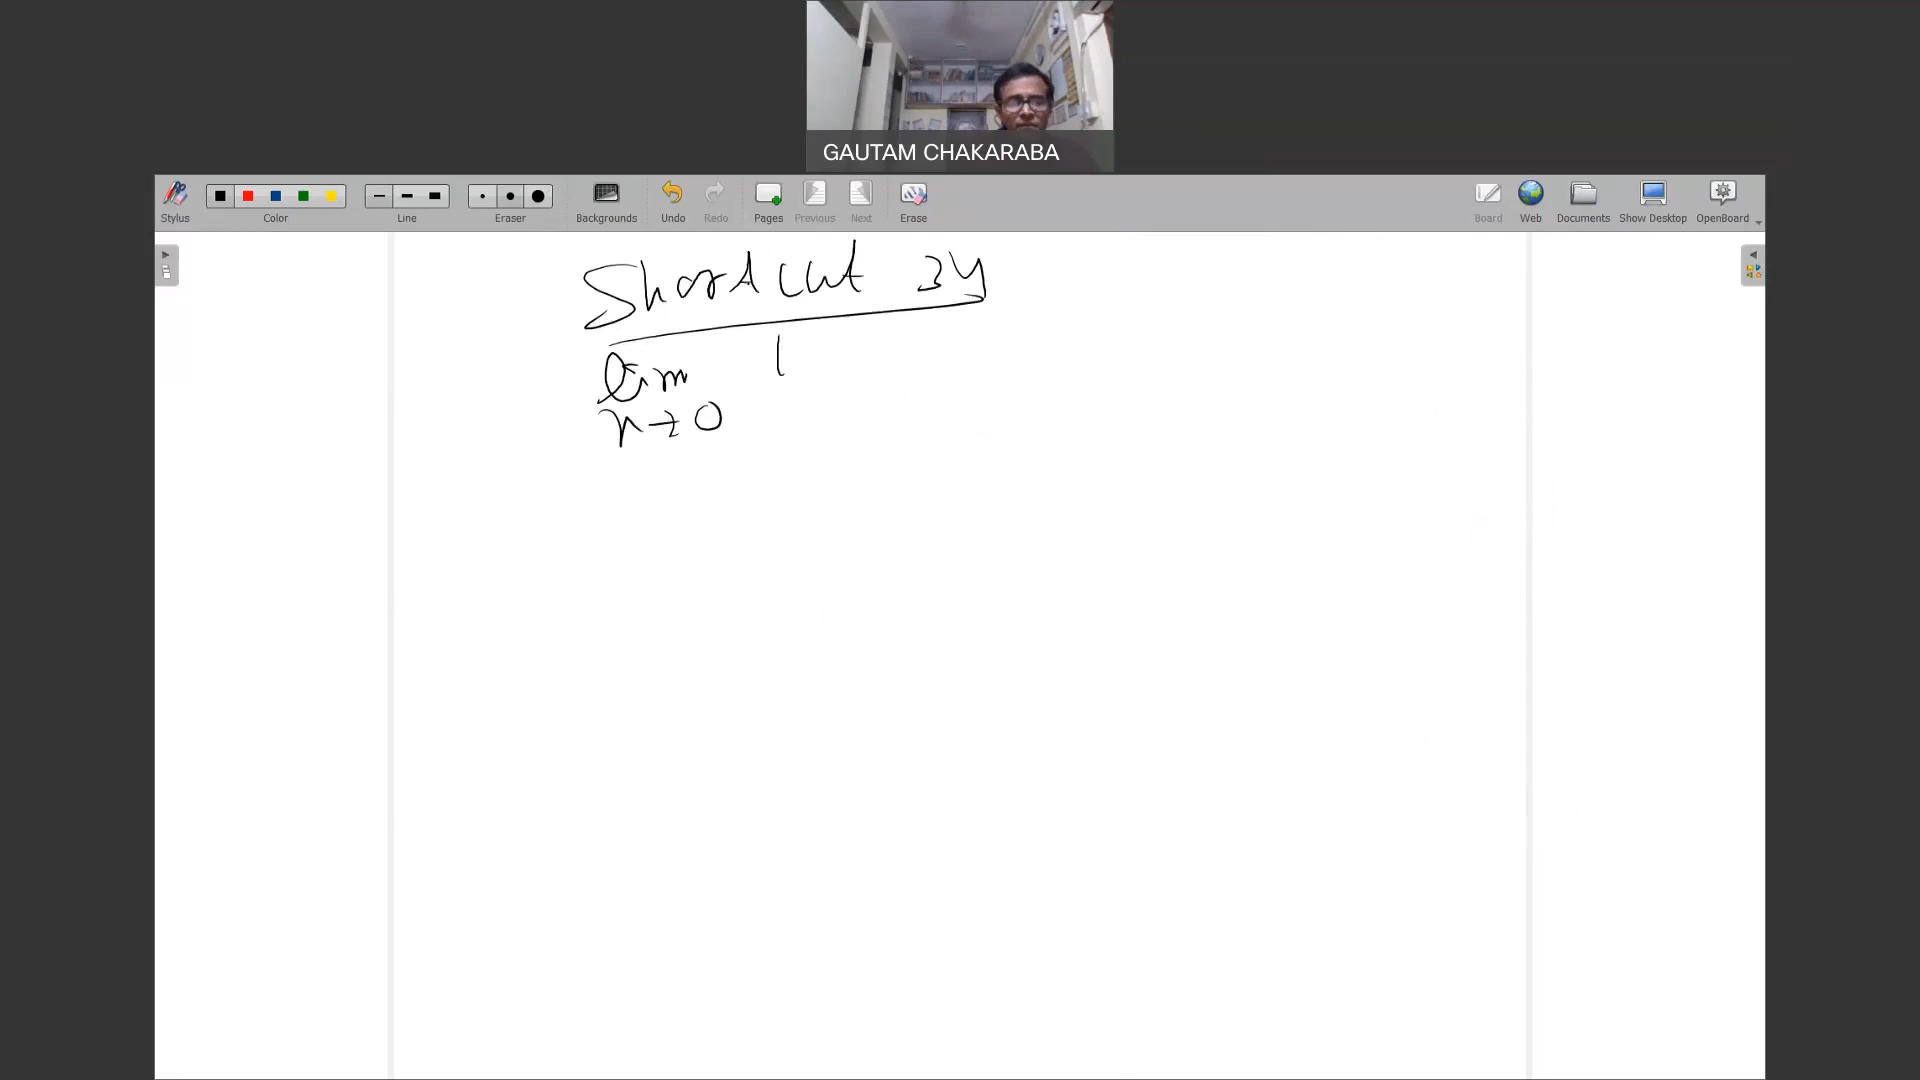 GAUTAM CHAKARABA
Stylus Color Line Eraser Backgrounds Undo Redo Pages Previous Next Erase Board Web Documents Show Desktop OpenBoard
Shortcut 34
lim 1
x→0